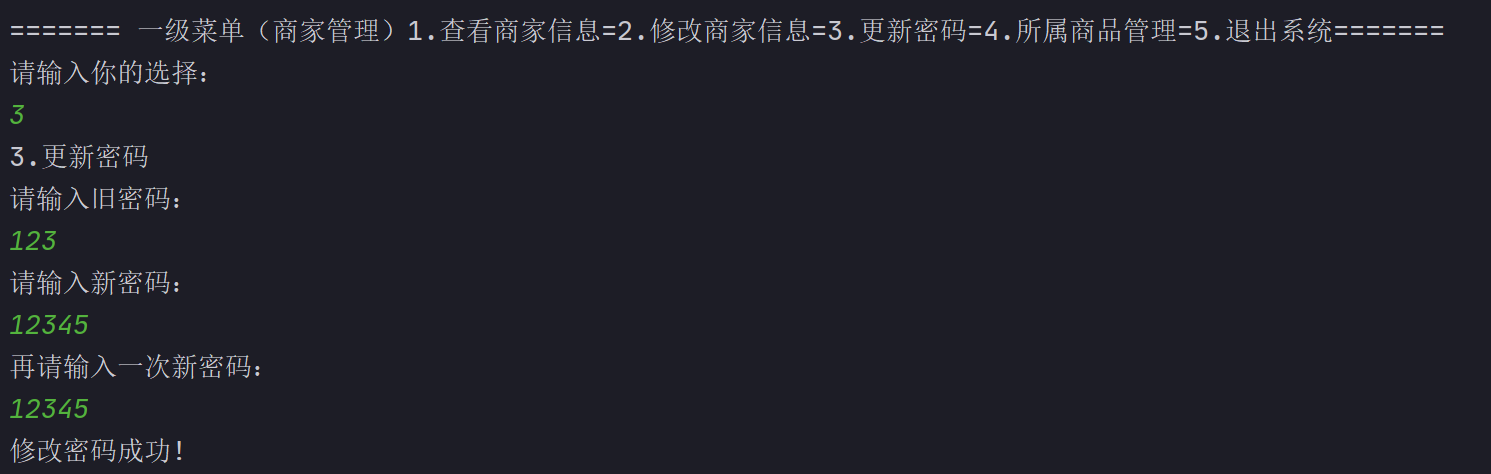 ======= 一级菜单（商家管理）1.查看商家信息=2.修改商家信息=3.更新密码=4.所属商品管理=5.退出系统=======
请输入你的选择：
3
3.更新密码
请输入旧密码：
123
请输入新密码：
12345
再请输入一次新密码：
12345
修改密码成功！